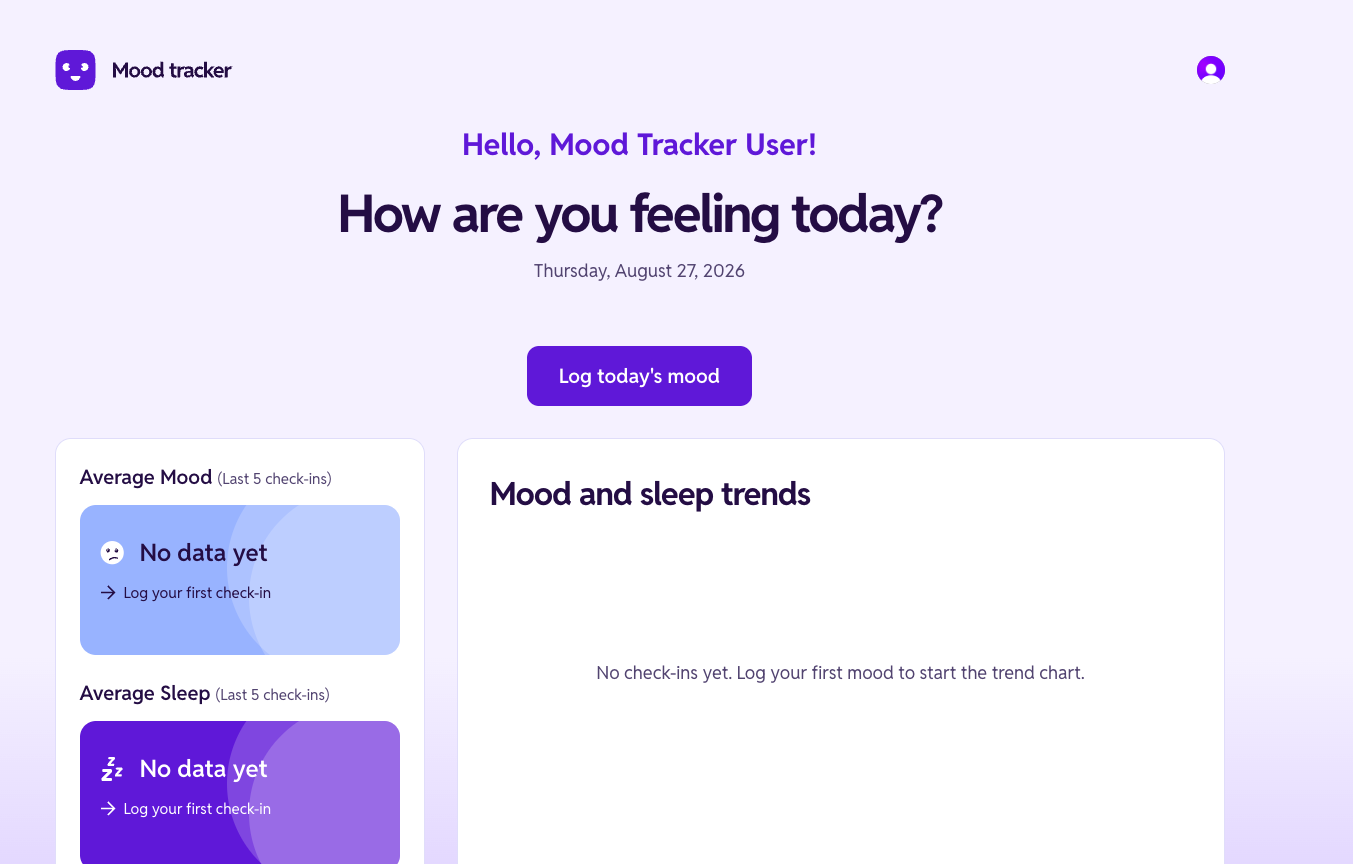 Mood tracker
Hello, Mood Tracker User!
How are you feeling today?
Thursday, August 27, 2026
Log today's mood
Average Mood (Last 5 check-ins)
No data yet
Log your first check-in
Average Sleep (Last 5 check-ins)
No data yet
Log your first check-in
Mood and sleep trends
No check-ins yet. Log your first mood to start the trend chart.